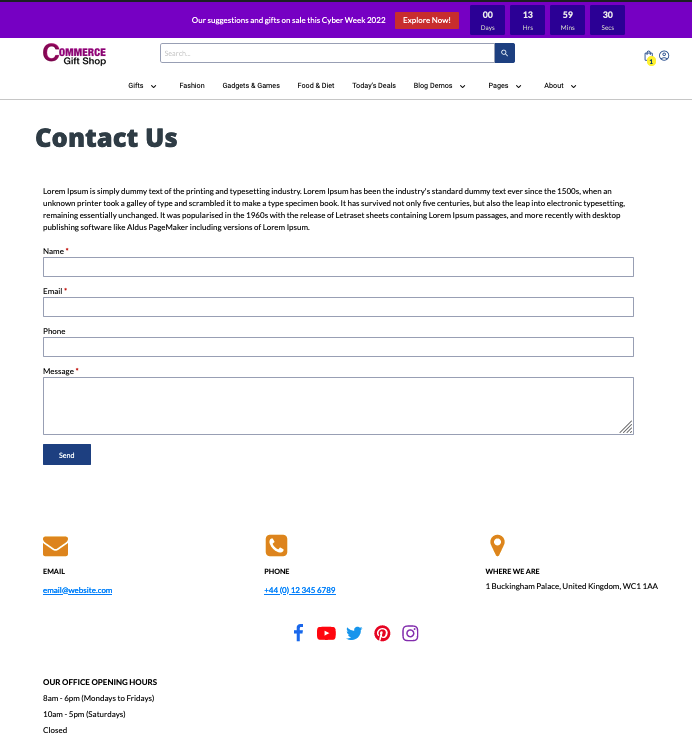 Our suggestions and gifts on sale this Cyber Week 2022 Explore Now! 00 13 59 30
Days Hrs Mins Secs
COMMERCE
Gift Shop
Search...
1
Gifts Fashion Gadgets & Games Food & Diet Today's Deals Blog Demos Pages About
Contact Us
Lorem Ipsum is simply dummy text of the printing and typesetting industry. Lorem Ipsum has been the industry's standard dummy text ever since the 1500s, when an
unknown printer took a galley of type and scrambled it to make a type specimen book. It has survived not only five centuries, but also the leap into electronic typesetting,
remaining essentially unchanged. It was popularised in the 1960s with the release of Letraset sheets containing Lorem Ipsum passages, and more recently with desktop
publishing software like Aldus PageMaker including versions of Lorem Ipsum.
Name *
Email *
Phone
Message *
Send
EMAIL PHONE WHERE WE ARE
email@website.com +44 (0) 12 345 6789 1 Buckingham Palace, United Kingdom, WC1 1AA
OUR OFFICE OPENING HOURS
8am - 6pm (Mondays to Fridays)
10am - 5pm (Saturdays)
Closed